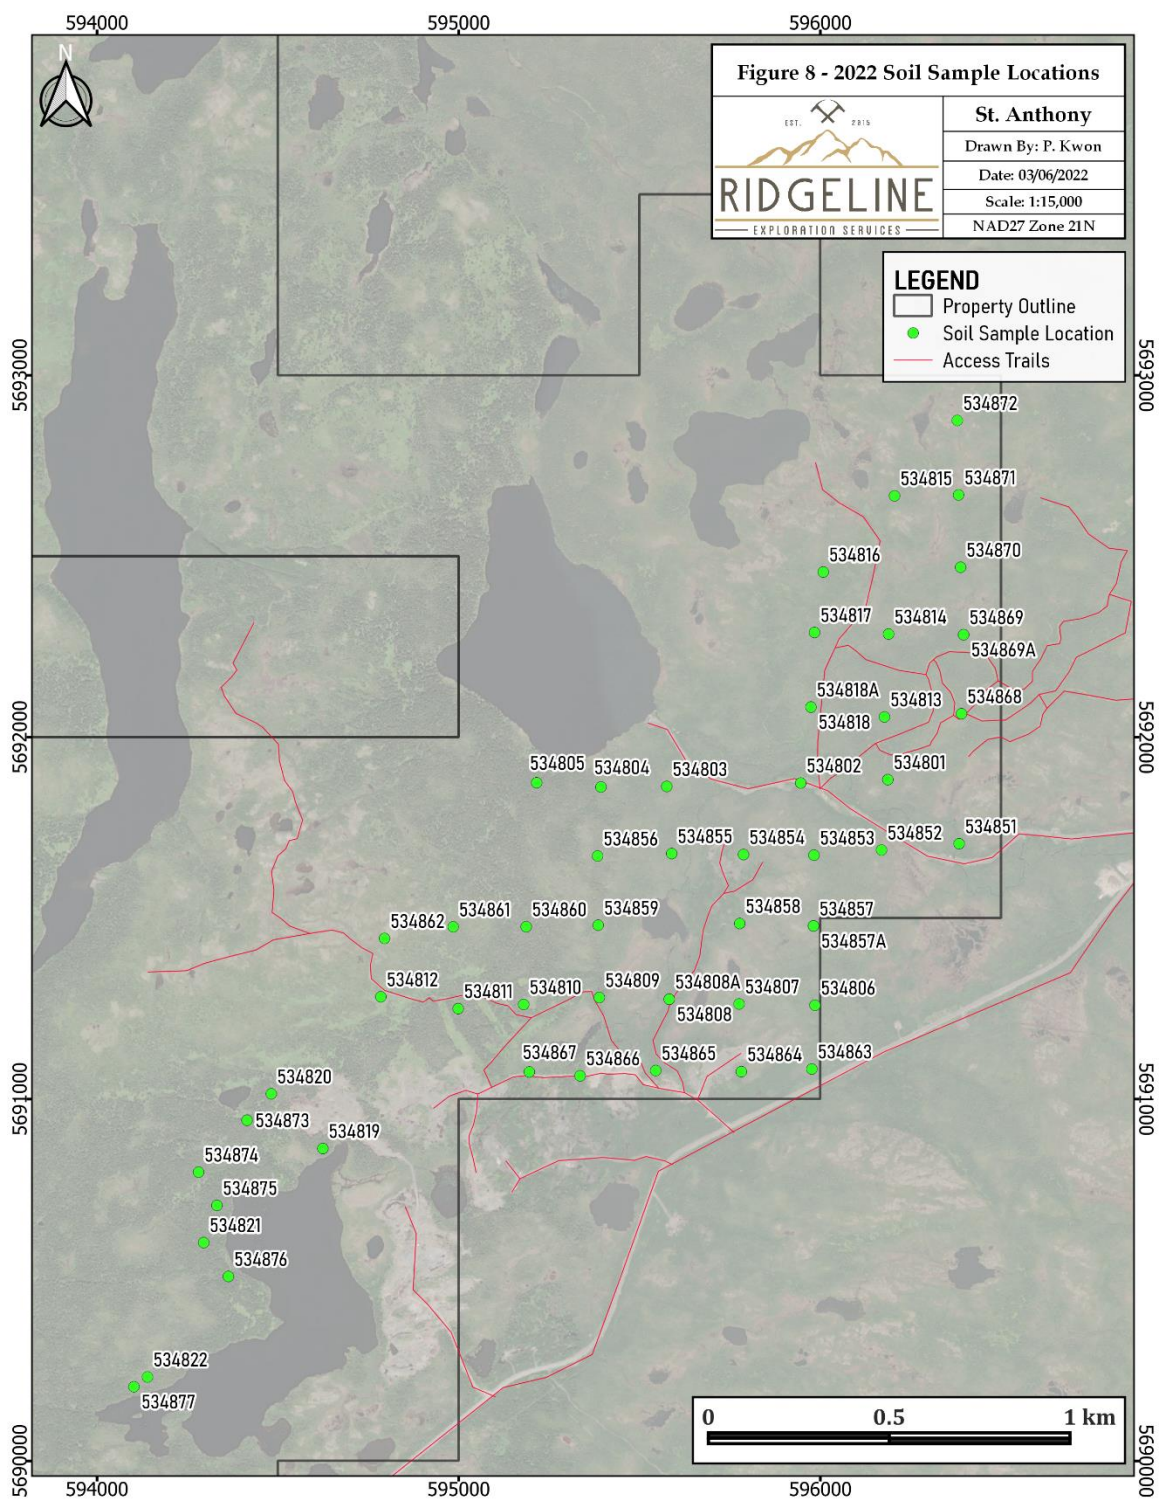 594000 595000 596000
N
Figure 8 - 2022 Soil Sample Locations
EST. 2015
RIDGELINE
EXPLORATION SERVICES
St. Anthony
Drawn By: P. Kwon
Date: 03/06/2022
Scale: 1:15,000
NAD27 Zone 21N
LEGEND
Property Outline
Soil Sample Location
Access Trails
5693000 5693000
534872
534815 534871
534816 534870
534817 534814 534869
534869A
534818A 534813 534868
534818
5692000 5692000
534805 534804 534803 534802 534801
534856 534855 534854 534853 534852 534851
534862 534861 534860 534859 534858 534857
534857A
534812 534811 534810 534809 534808A 534807 534806
534808
534867 534866 534865 534864 534863
5691000 5691000
534820
534873 534819
534874
534875
534821
534876
534822
534877
0 0.5 1 km
5690000 5690000
594000 595000 596000